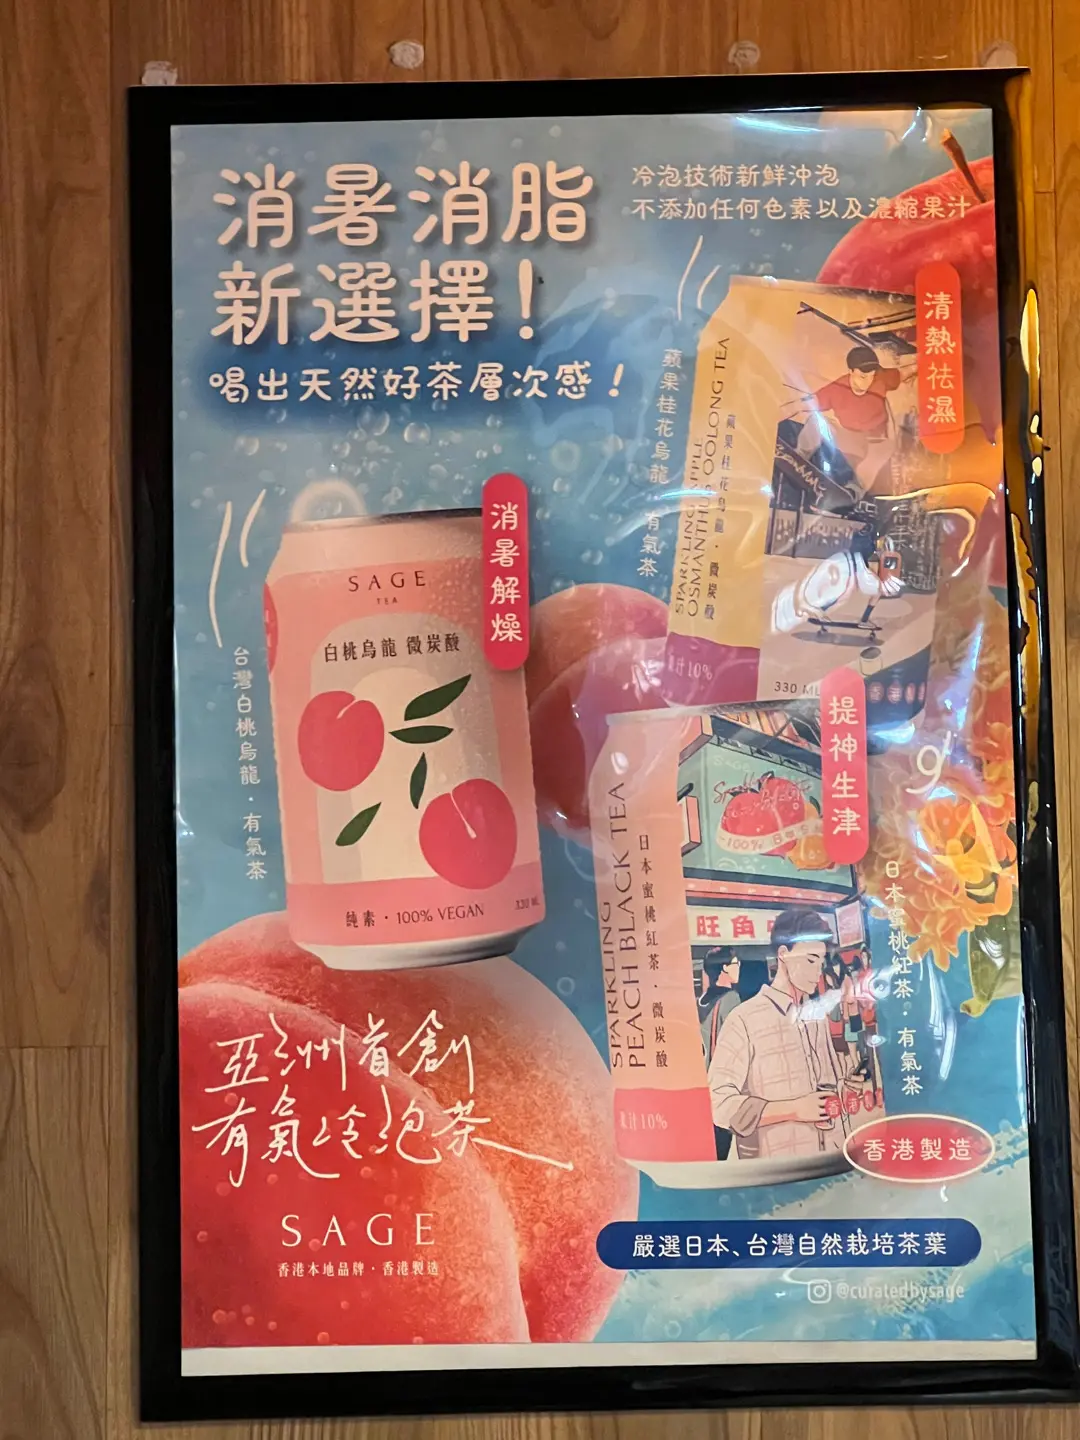 消暑消脂
新選擇！
喝出天然好茶層次感！
冷泡技術新鮮沖泡
不添加任何色素以及濃縮果汁
清熱祛濕
蘋果桂花烏龍・有氣茶
SPARKLING APPLE
OSMANTHUS OOLONG TEA
蘋果桂花烏龍・微炭酸
果汁10%
330 ML
消暑解燥
SAGE
TEA
白桃烏龍 微炭酸
純素・100% VEGAN
330 ML
台灣白桃烏龍・有氣茶
提神生津
SPARKLING
PEACH BLACK TEA
日本蜜桃紅茶・微炭酸
果汁10%
旺角
日本蜜桃紅茶・有氣茶
亞洲首創
有氣冷泡茶
SAGE
香港本地品牌・香港製造
香港製造
嚴選日本、台灣自然栽培茶葉
@curatedbysage